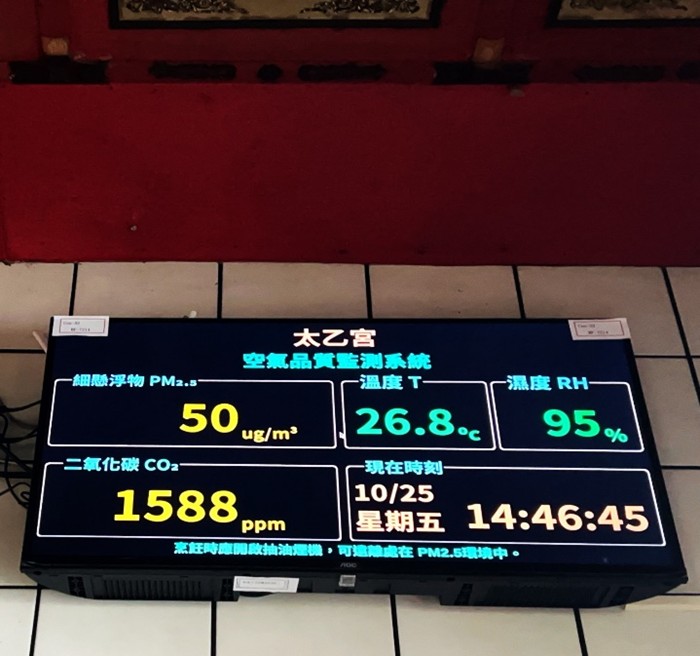 太乙宮
空氣品質監測系統
細懸浮物 PM₂.₅
50 ug/m³
溫度 T
26.8 °C
濕度 RH
95 %
二氧化碳 CO₂
1588 ppm
現在時刻
10/25
星期五 14:46:45
烹飪時應開啟抽油煙機，可遠離處在 PM2.5環境中。
AOC